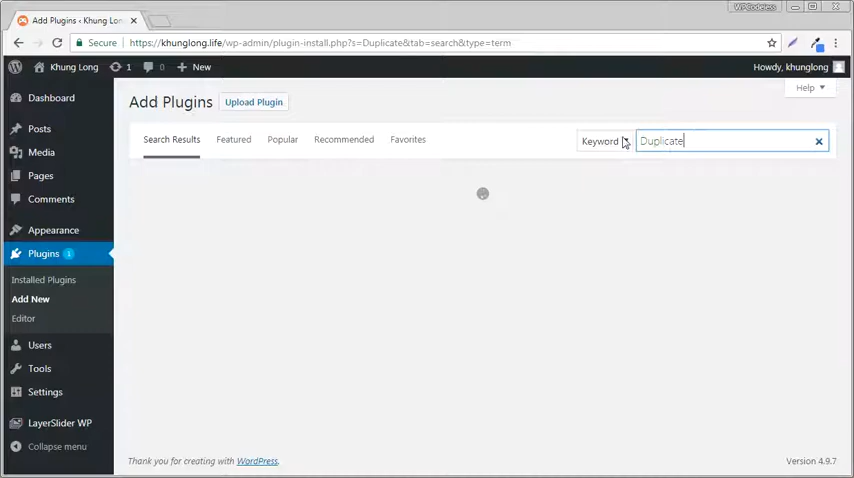 WPCodeless
Add Plugins ‹ Khung Lon
Secure https://khunglong.life/wp-admin/plugin-install.php?s=Duplicate&tab=search&type=term
Khung Long 1 0 New Howdy, khunglong
Dashboard
Posts
Media
Pages
Comments
Appearance
Plugins 1
Installed Plugins
Add New
Editor
Users
Tools
Settings
LayerSlider WP
Collapse menu
Help
Add Plugins Upload Plugin
Search Results Featured Popular Recommended Favorites Keyword Duplicate
Thank you for creating with WordPress. Version 4.9.7